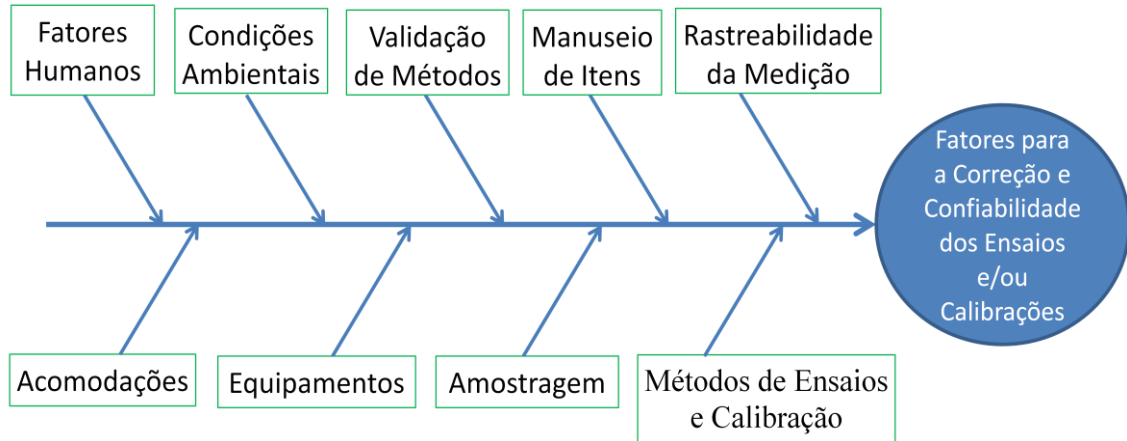 Fatores
Humanos
Condições
Ambientais
Validação
de Métodos
Manuseio
de Itens
Rastreabilidade
da Medição
Fatores para
a Correção e
Confiabilidade
dos Ensaios
e/ou
Calibrações
Acomodações
Equipamentos
Amostragem
Métodos de Ensaios
e Calibração